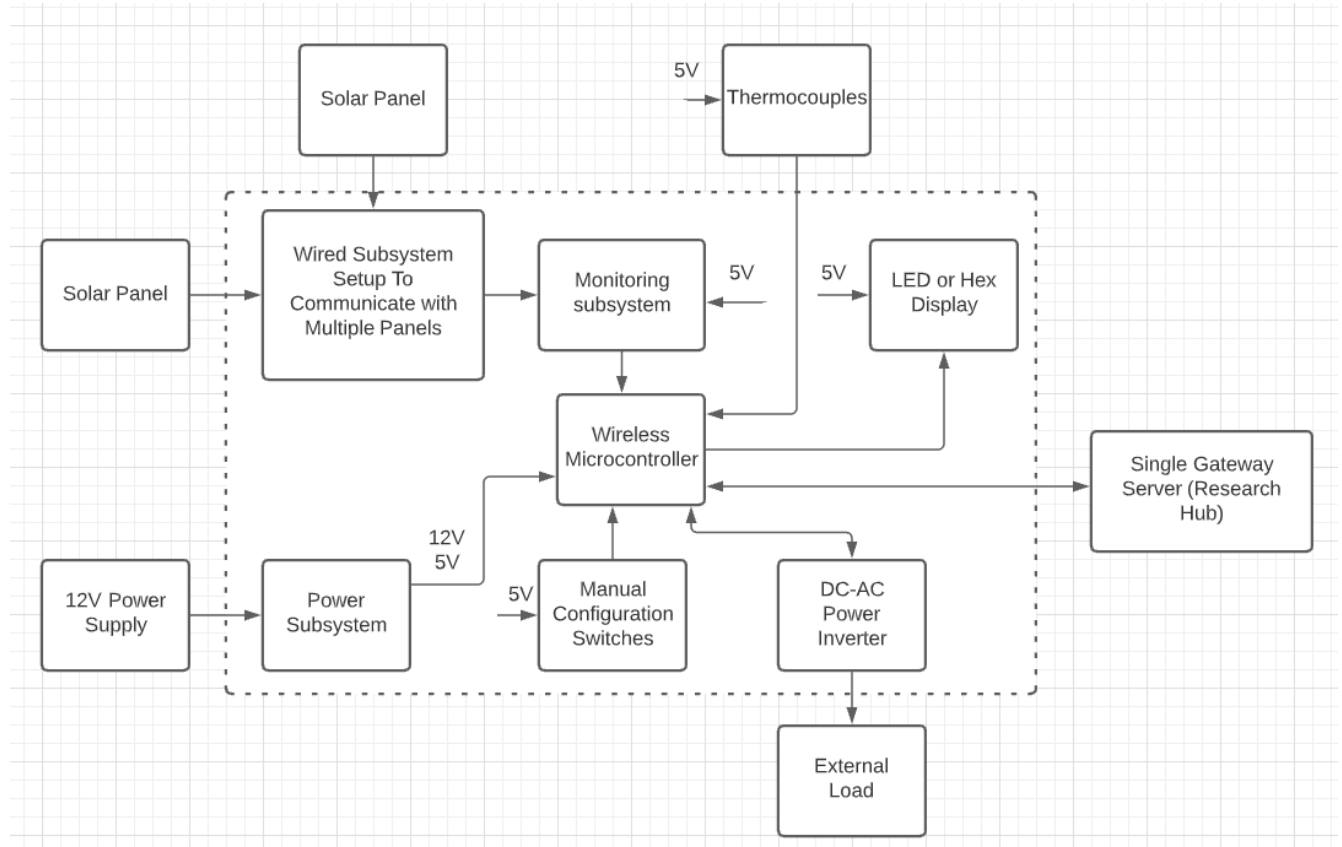 Solar Panel
5V
Thermocouples
Solar Panel
Wired Subsystem
Setup To
Communicate with
Multiple Panels
Monitoring
subsystem
5V
5V
LED or Hex
Display
Wireless
Microcontroller
Single Gateway
Server (Research
Hub)
12V
5V
12V Power
Supply
Power
Subsystem
5V
Manual
Configuration
Switches
DC-AC
Power
Inverter
External
Load